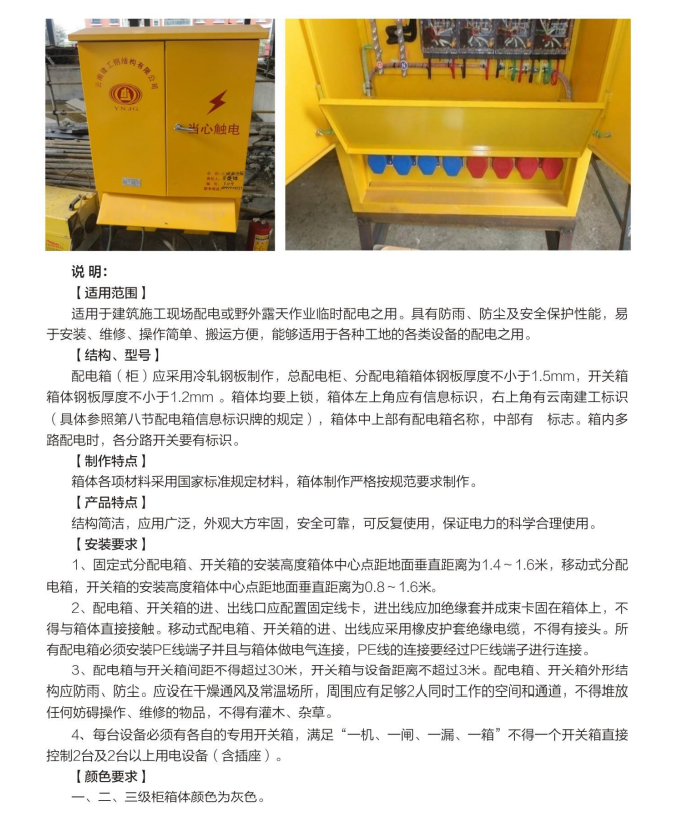 云南建工钢结构有限公司
YNJG
当心触电
说 明：
【 适用范围 】
适用于建筑施工现场配电或野外露天作业临时配电之用。具有防雨、防尘及安全保护性能，易
于安装、维修、操作简单、搬运方便，能够适用于各种工地的各类设备的配电之用。
【 结构、型号 】
配电箱（ 柜 ）应采用冷轧钢板制作，总配电柜、分配电箱箱体钢板厚度不小于1.5mm，开关箱
箱体钢板厚度不小于1.2mm 。箱体均要上锁，箱体左上角应有信息标识，右上角有云南建工标识
（ 具体参照第八节配电箱信息标识牌的规定 ），箱体中上部有配电箱名称，中部有　标志。箱内多
路配电时，各分路开关要有标识。
【 制作特点 】
箱体各项材料采用国家标准规定材料，箱体制作严格按规范要求制作。
【 产品特点 】
结构简洁，应用广泛，外观大方牢固，安全可靠，可反复使用，保证电力的科学合理使用。
【 安装要求 】
1、固定式分配电箱、开关箱的安装高度箱体中心点距地面垂直距离为1.4～1.6米，移动式分配
电箱，开关箱的安装高度箱体中心点距地面垂直距离为0.8～1.6米。
2、配电箱、开关箱的进、出线口应配置固定线卡，进出线应加绝缘套并成束卡固在箱体上，不
得与箱体直接接触。移动式配电箱、开关箱的进、出线应采用橡皮护套绝缘电缆，不得有接头。所
有配电箱必须安装PE线端子并且与箱体做电气连接，PE线的连接要经过PE线端子进行连接。
3、配电箱与开关箱间距不得超过30米，开关箱与设备距离不超过3米。配电箱、开关箱外形结
构应防雨、防尘。应设在干燥通风及常温场所，周围应有足够2人同时工作的空间和通道，不得堆放
任何妨碍操作、维修的物品，不得有灌木、杂草。
4、每台设备必须有各自的专用开关箱，满足“一机、一闸、一漏、一箱”不得一个开关箱直接
控制2台及2台以上用电设备（ 含插座 ）。
【 颜色要求 】
一、二、三级柜箱体颜色为灰色。